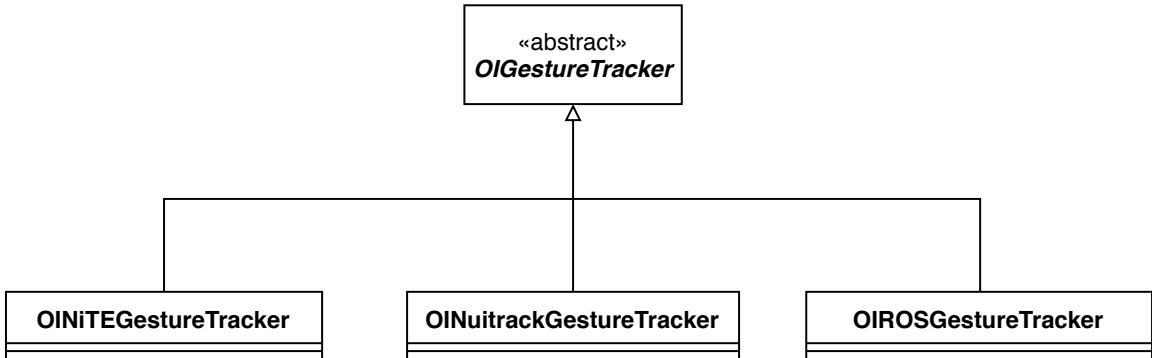 «abstract»
OIGestureTracker
OINiTEGestureTracker
OINuitrackGestureTracker
OIROSGestureTracker